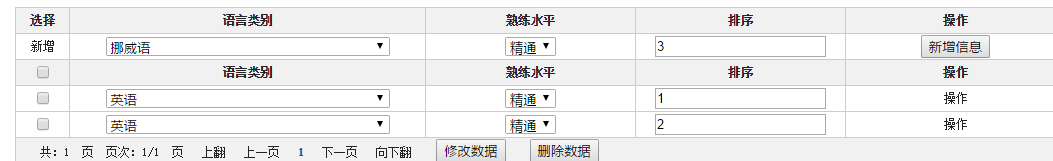 选择 语言类别 熟练水平 排序 操作
新增 挪威语 精通 3 新增信息
语言类别 熟练水平 排序 操作
英语 精通 1 操作
英语 精通 2 操作
共: 1 页 页次: 1/1 页 上翻 上一页 1 下一页 向下翻 修改数据 删除数据